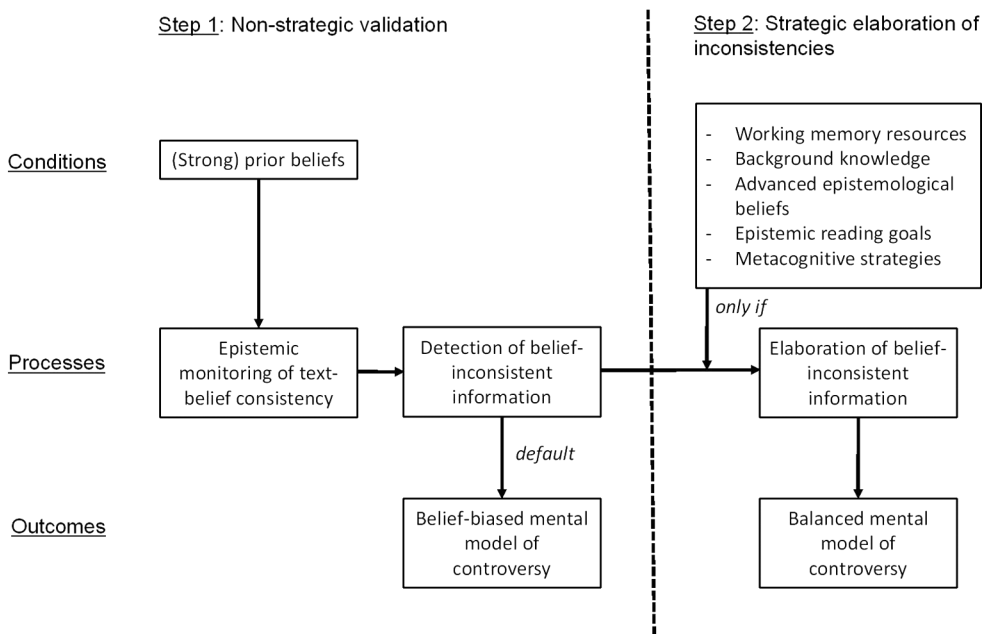 Step 1: Non-strategic validation
Step 2: Strategic elaboration of
inconsistencies
Conditions
(Strong) prior beliefs
- Working memory resources
- Background knowledge
- Advanced epistemological
beliefs
- Epistemic reading goals
- Metacognitive strategies
only if
Processes
Epistemic
monitoring of text-
belief consistency
Detection of belief-
inconsistent
information
Elaboration of belief-
inconsistent
information
default
Outcomes
Belief-biased mental
model of
controversy
Balanced mental
model of
controversy